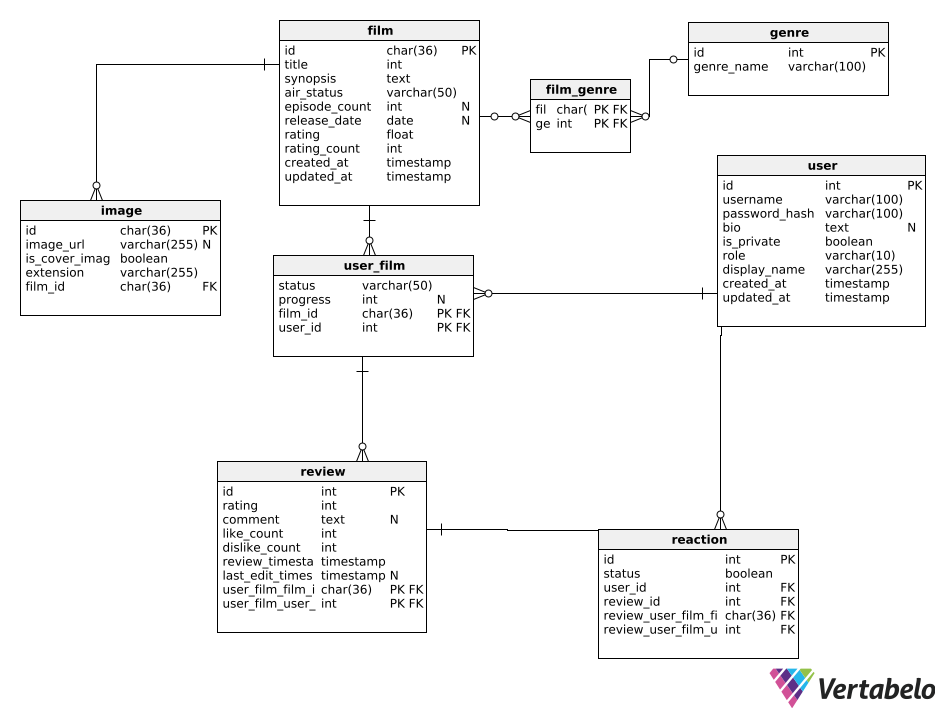 film
id char(36) PK
title int
synopsis text
air_status varchar(50)
episode_count int N
release_date date N
rating float
rating_count int
created_at timestamp
updated_at timestamp
genre
id int PK
genre_name varchar(100)
film_genre
fil char( PK FK
ge int PK FK
user
id int PK
username varchar(100)
password_hash varchar(100)
bio text N
is_private boolean
role varchar(10)
display_name varchar(255)
created_at timestamp
updated_at timestamp
image
id char(36) PK
image_url varchar(255) N
is_cover_imag boolean
extension varchar(255)
film_id char(36) FK
user_film
status varchar(50)
progress int N
film_id char(36) PK FK
user_id int PK FK
review
id int PK
rating int
comment text N
like_count int
dislike_count int
review_timesta timestamp
last_edit_times timestamp N
user_film_film_i char(36) PK FK
user_film_user_ int PK FK
reaction
id int PK
status boolean
user_id int FK
review_id int FK
review_user_film_fi char(36) FK
review_user_film_u int FK
Vertabelo